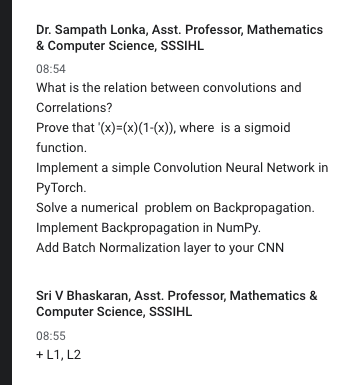 Dr. Sampath Lonka, Asst. Professor, Mathematics
& Computer Science, SSSIHL
08:54
What is the relation between convolutions and
Correlations?
Prove that '(x)=(x)(1-(x)), where  is a sigmoid
function.
Implement a simple Convolution Neural Network in
PyTorch.
Solve a numerical  problem on Backpropagation.
Implement Backpropagation in NumPy.
Add Batch Normalization layer to your CNN
Sri V Bhaskaran, Asst. Professor, Mathematics &
Computer Science, SSSIHL
08:55
+ L1, L2